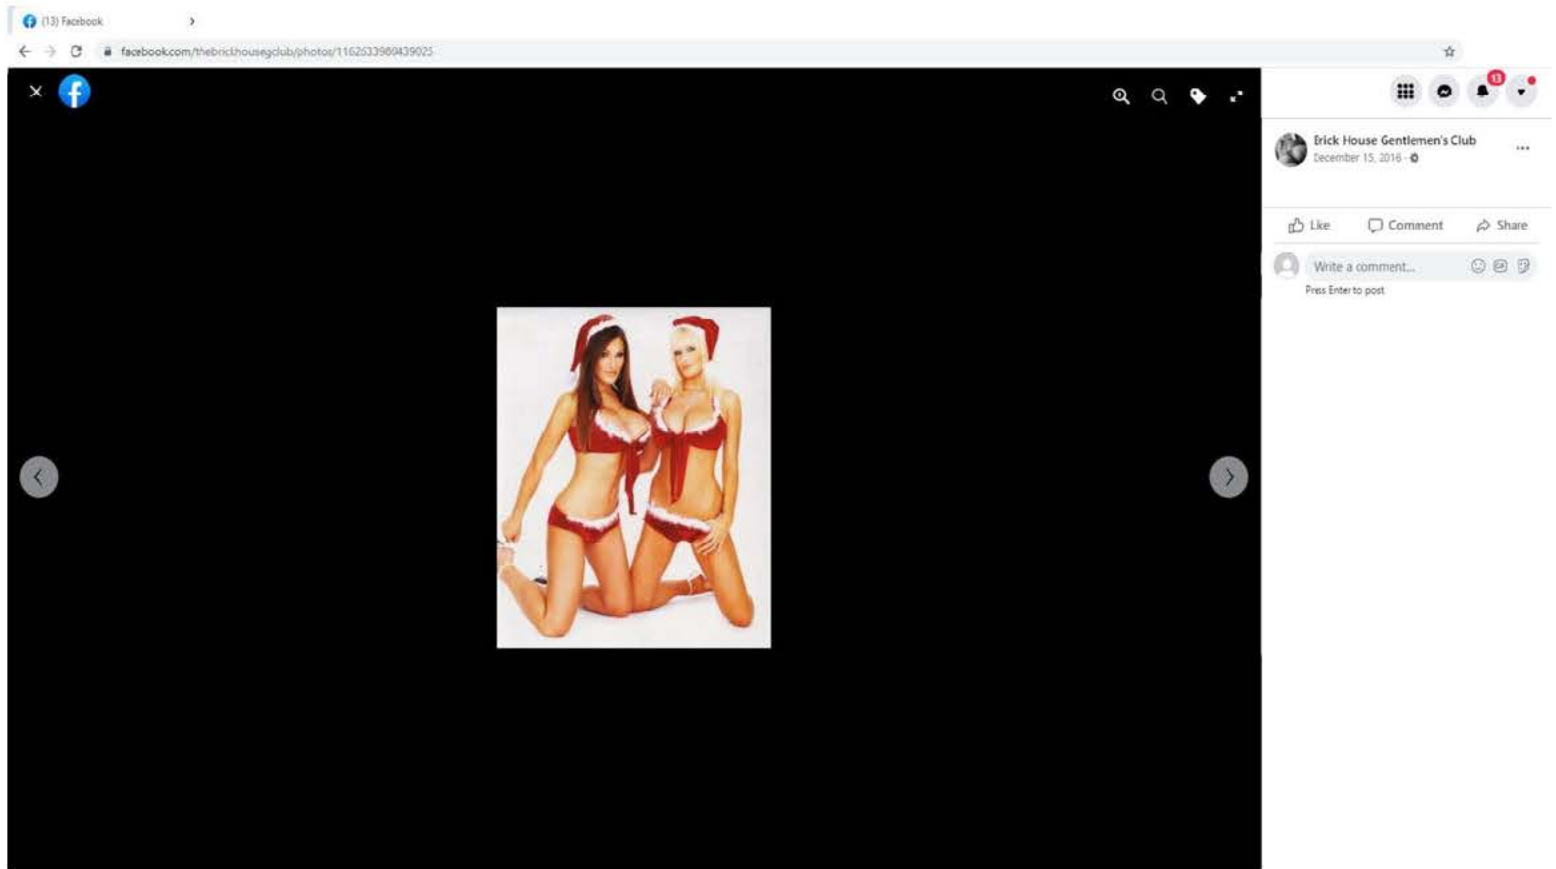 (13) Facebook
facebook.com/thebrickhousegclub/photos/1162633980439025
13
Brick House Gentlemen's Club
December 15, 2016
Like Comment Share
Write a comment...
Press Enter to post